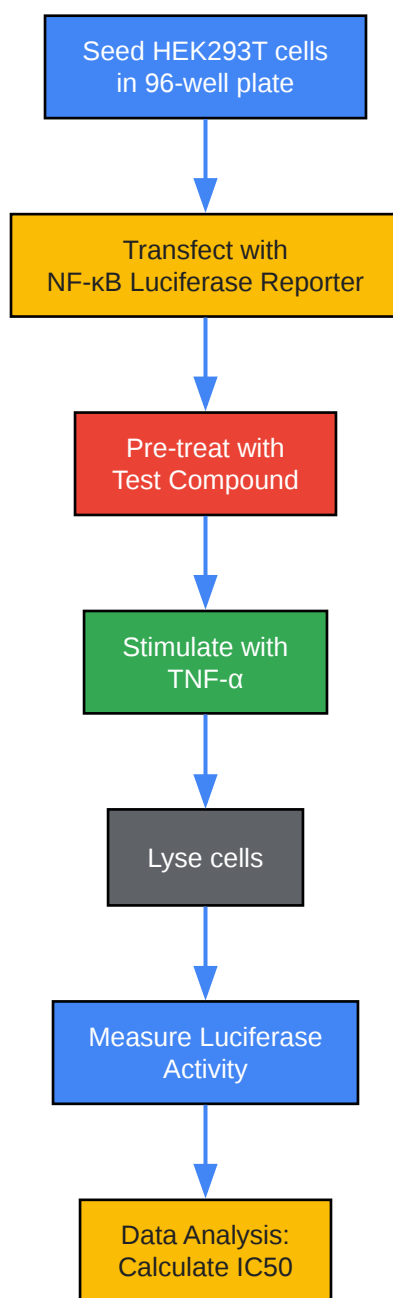 Seed HEK293T cells
in 96-well plate
Transfect with
NF-κB Luciferase Reporter
Pre-treat with
Test Compound
Stimulate with
TNF-α
Lyse cells
Measure Luciferase
Activity
Data Analysis:
Calculate IC50